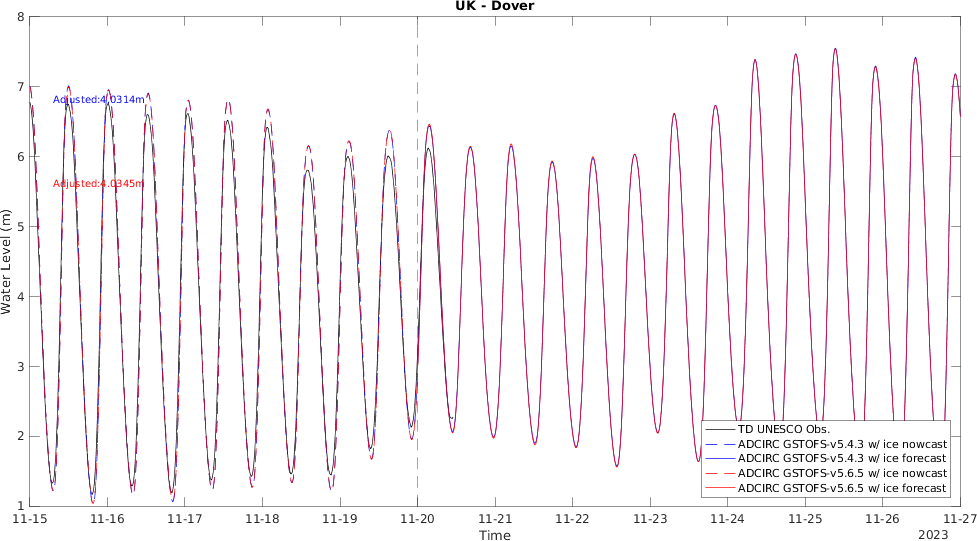 UK - Dover
8
7
6
5
4
3
2
1
Water Level (m)
Adjusted:4.0314m
Adjusted:4.0345m
TD UNESCO Obs.
ADCIRC GSTOFS-v5.4.3 w/ ice nowcast
ADCIRC GSTOFS-v5.4.3 w/ ice forecast
ADCIRC GSTOFS-v5.6.5 w/ ice nowcast
ADCIRC GSTOFS-v5.6.5 w/ ice forecast
11-15 11-16 11-17 11-18 11-19 11-20 11-21 11-22 11-23 11-24 11-25 11-26 11-27
Time
2023